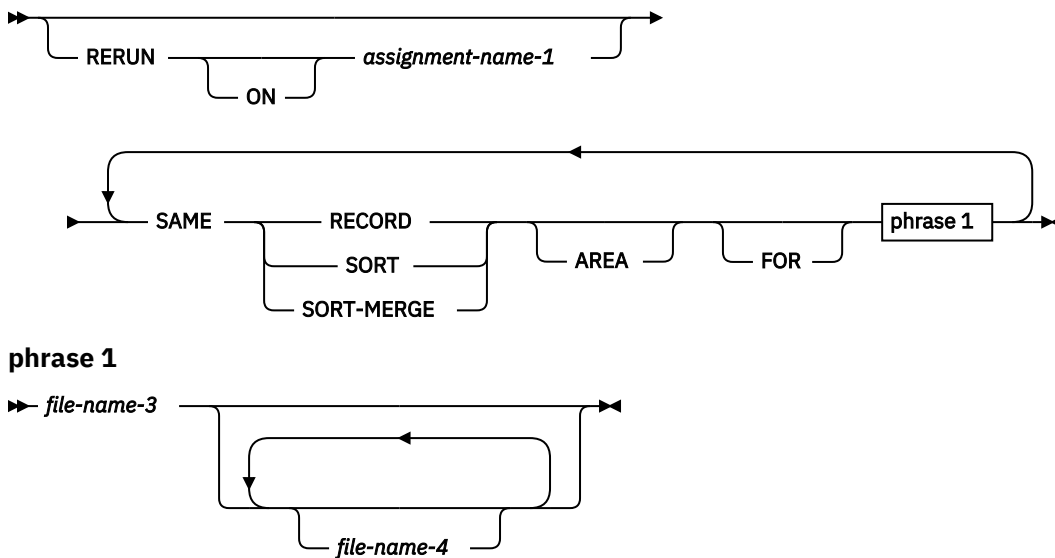 RERUN assignment-name-1
ON
SAME RECORD phrase 1
SORT AREA FOR
SORT-MERGE
phrase 1
file-name-3
file-name-4